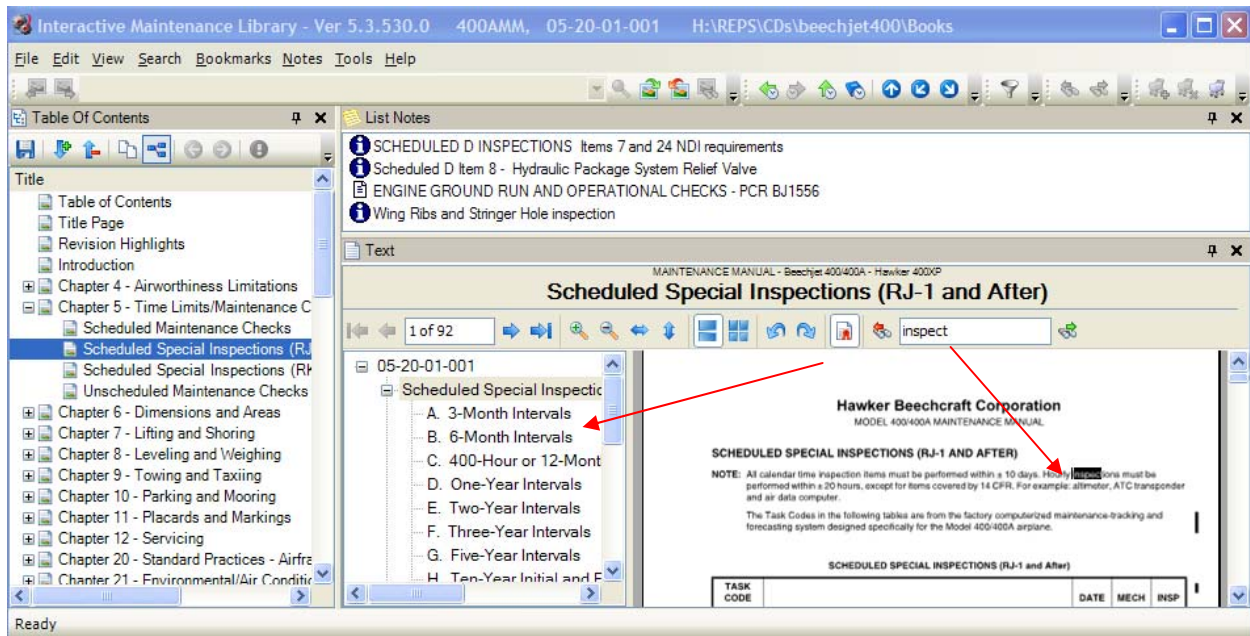 Interactive Maintenance Library - Ver 5.3.530.0 400AMM, 05-20-01-001 H:\REPS\CDs\beechjet400\Books
File Edit View Search Bookmarks Notes Tools Help
Table Of Contents
Title
Table of Contents
Title Page
Revision Highlights
Introduction
Chapter 4 - Airworthiness Limitations
Chapter 5 - Time Limits/Maintenance C
Scheduled Maintenance Checks
Scheduled Special Inspections (RJ
Scheduled Special Inspections (RK
Unscheduled Maintenance Checks
Chapter 6 - Dimensions and Areas
Chapter 7 - Lifting and Shoring
Chapter 8 - Leveling and Weighing
Chapter 9 - Towing and Taxiing
Chapter 10 - Parking and Mooring
Chapter 11 - Placards and Markings
Chapter 12 - Servicing
Chapter 20 - Standard Practices - Airfra
Chapter 21 - Environmental/Air Conditic
List Notes
SCHEDULED D INSPECTIONS Items 7 and 24 NDI requirements
Scheduled D Item 8 - Hydraulic Package System Relief Valve
ENGINE GROUND RUN AND OPERATIONAL CHECKS - PCR BJ1556
Wing Ribs and Stringer Hole inspection
Text
MAINTENANCE MANUAL - Beechjet 400/400A - Hawker 400XP
Scheduled Special Inspections (RJ-1 and After)
1 of 92 inspect
05-20-01-001
Scheduled Special Inspectic
A. 3-Month Intervals
B. 6-Month Intervals
C. 400-Hour or 12-Mont
D. One-Year Intervals
E. Two-Year Intervals
F. Three-Year Intervals
G. Five-Year Intervals
H. Ten-Year Initial and F
Hawker Beechcraft Corporation
MODEL 400/400A MAINTENANCE MANUAL
SCHEDULED SPECIAL INSPECTIONS (RJ-1 AND AFTER)
NOTE: All calendar time inspection items must be performed within ± 10 days. Hourly inspections must be
performed within ± 20 hours, except for items covered by 14 CFR. For example: altimeter, ATC transponder
and air data computer.
The Task Codes in the following tables are from the factory computerized maintenance-tracking and
forecasting system designed specifically for the Model 400/400A airplane.
SCHEDULED SPECIAL INSPECTIONS (RJ-1 and After)
TASK
CODE DATE MECH INSP
Ready